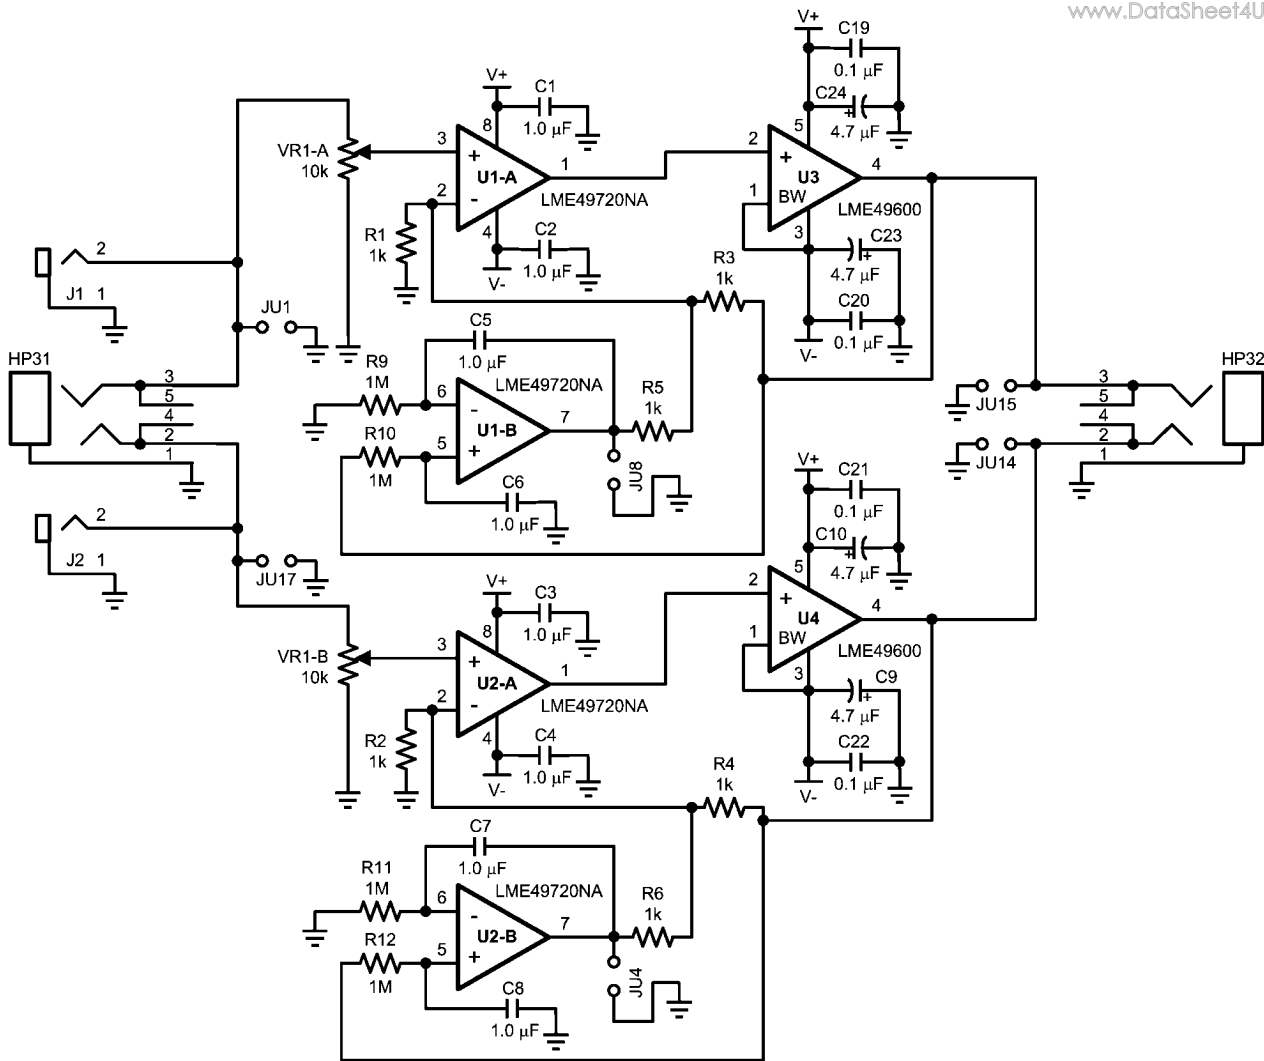 www.DataSheet4U
V+
C19
0.1 µF
C24
+
4.7 µF
V+
C1
1.0 µF
8
VR1-A
10k
3
+
U1-A
1
LME49720NA
2
-
R1
1k
4
C2
1.0 µF
V-
5
2
+
U3
4
1
BW
LME49600
3
C23
+
4.7 µF
C20
0.1 µF
V-
2
J1 1
JU1
R3
1k
C5
1.0 µF
HP31
3
5
4
2
1
R9
1M
6
-
LME49720NA
U1-B
7
R5
1k
R10
1M
5
+
C6
1.0 µF
JU8
HP32
3
5
4
2
1
JU15
JU14
V+
C21
0.1 µF
C10
+
4.7 µF
2
J2 1
JU17
V+
C3
1.0 µF
8
VR1-B
10k
3
+
U2-A
1
LME49720NA
2
-
R2
1k
4
C4
1.0 µF
V-
5
2
+
U4
4
1
BW
LME49600
3
C9
+
4.7 µF
C22
0.1 µF
V-
R4
1k
C7
1.0 µF
R11
1M
6
-
LME49720NA
U2-B
7
R6
1k
R12
1M
5
+
C8
1.0 µF
JU4